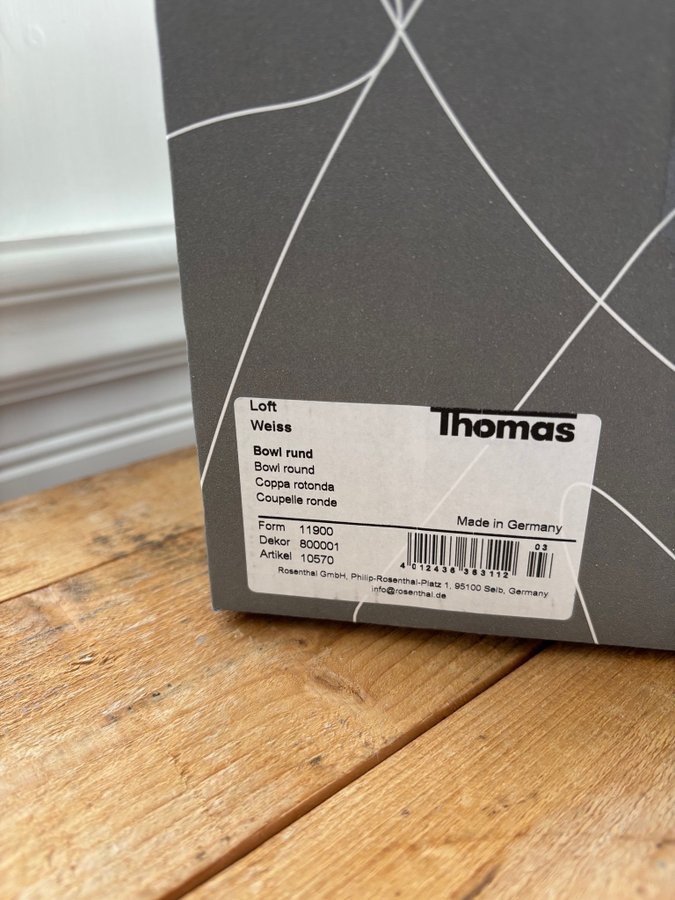 Loft
Weiss
Thomas
Bowl rund
Bowl round
Coppa rotonda
Coupelle ronde
Made in Germany
Form 11900
Dekor 800001
Artikel 10570
03
4 012436 363112
Rosenthal GmbH, Philip-Rosenthal-Platz 1, 95100 Selb, Germany
info@rosenthal.de